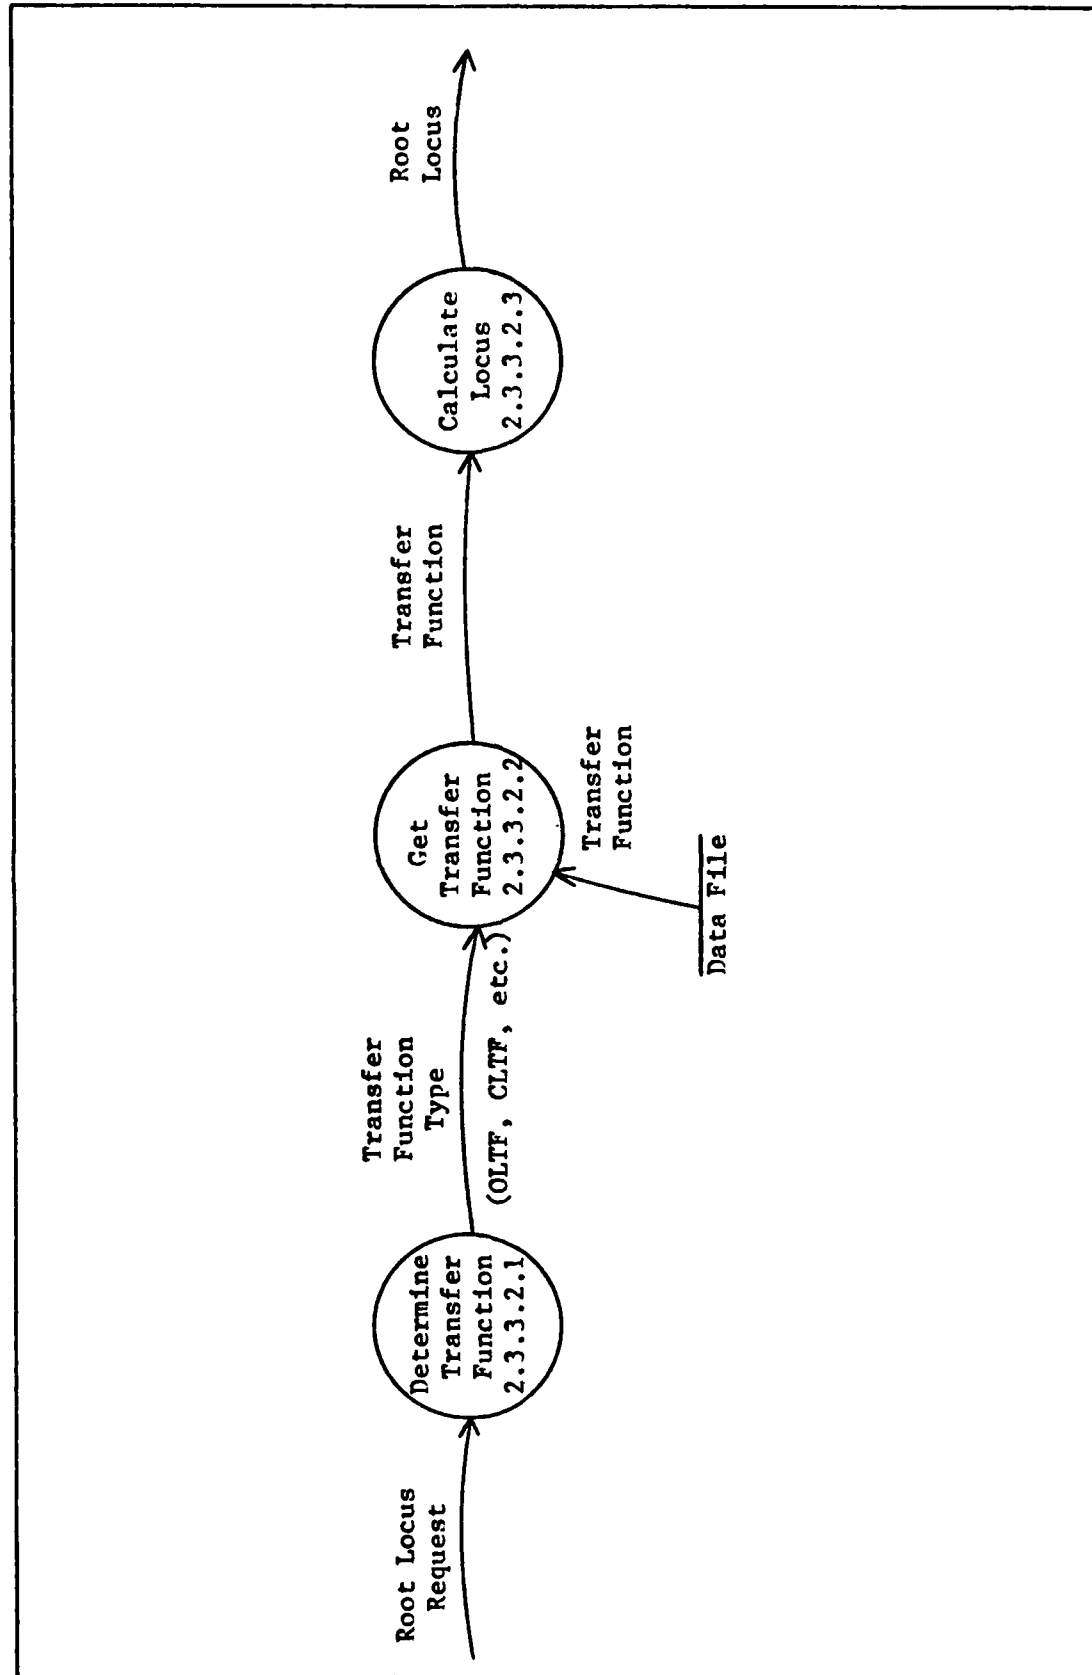 Root Locus
Request
Determine
Transfer
Function
2.3.3.2.1
Transfer
Function
Type
(OLTF, CLTF, etc.)
Get
Transfer
Function
2.3.3.2.2
Transfer
Function
Data File
Transfer
Function
Calculate
Locus
2.3.3.2.3
Root
Locus